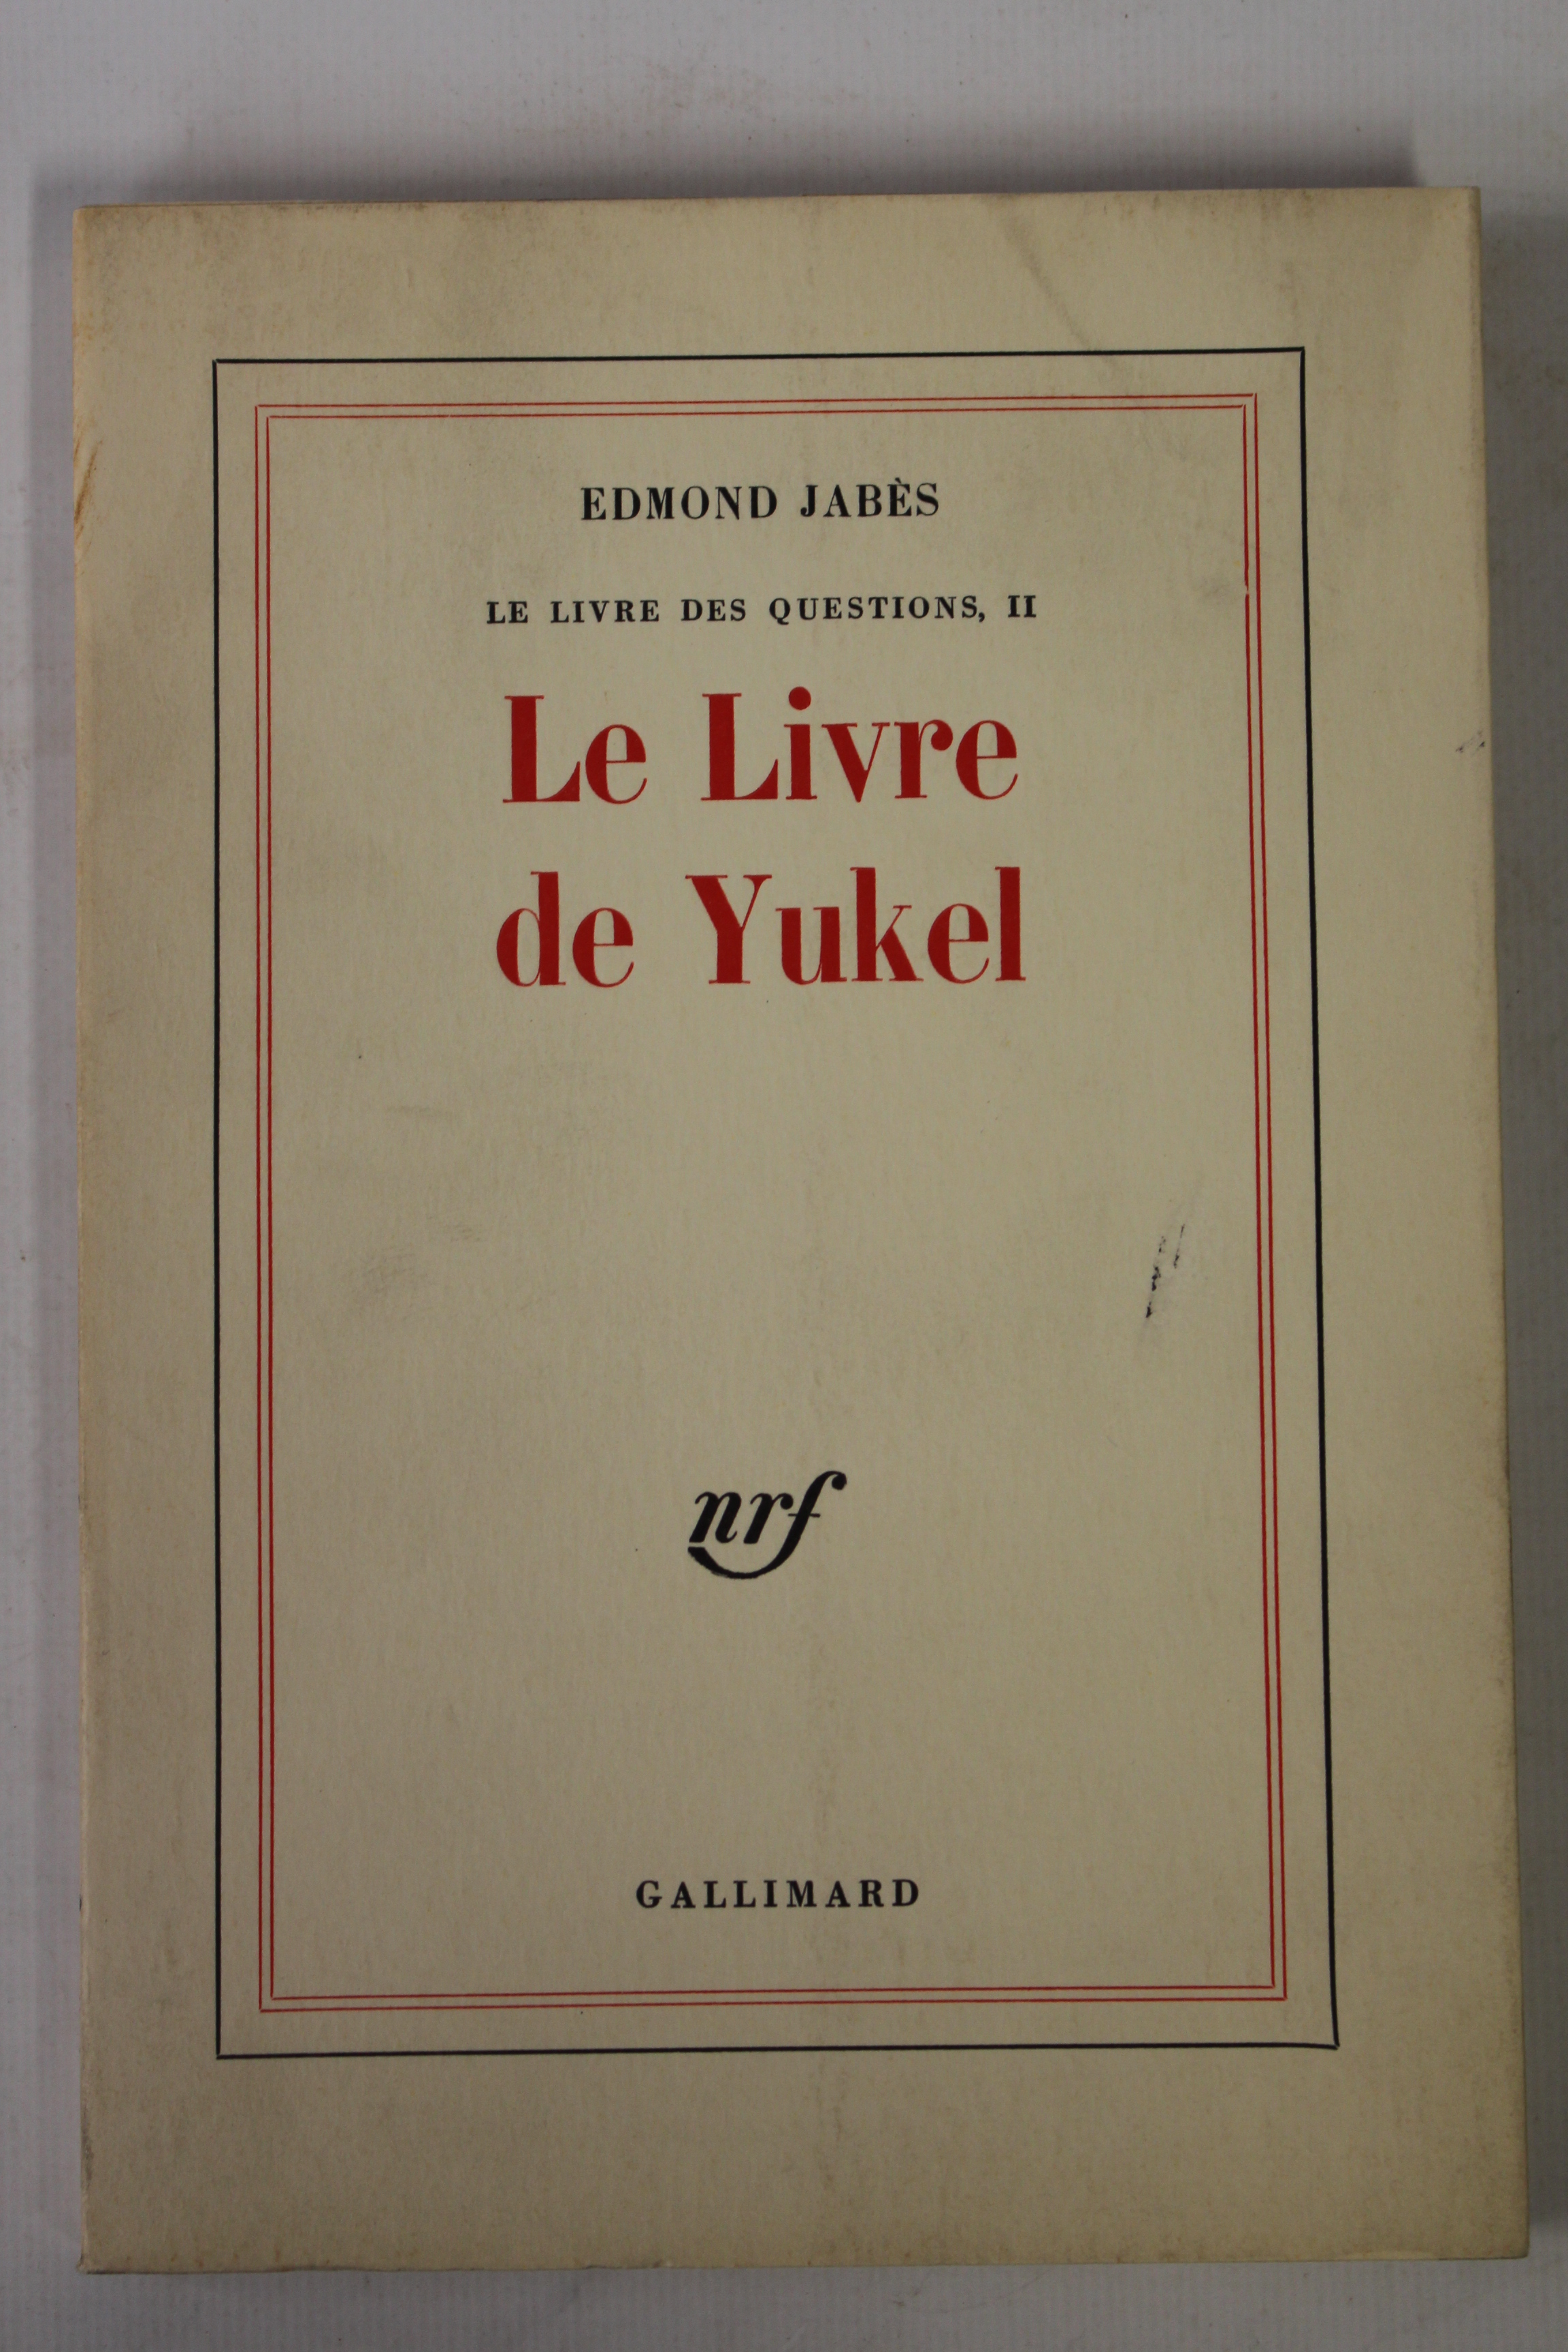 EDMOND JABÈS
LE LIVRE DES QUESTIONS, II
Le Livre
de Yukel
nrf
GALLIMARD